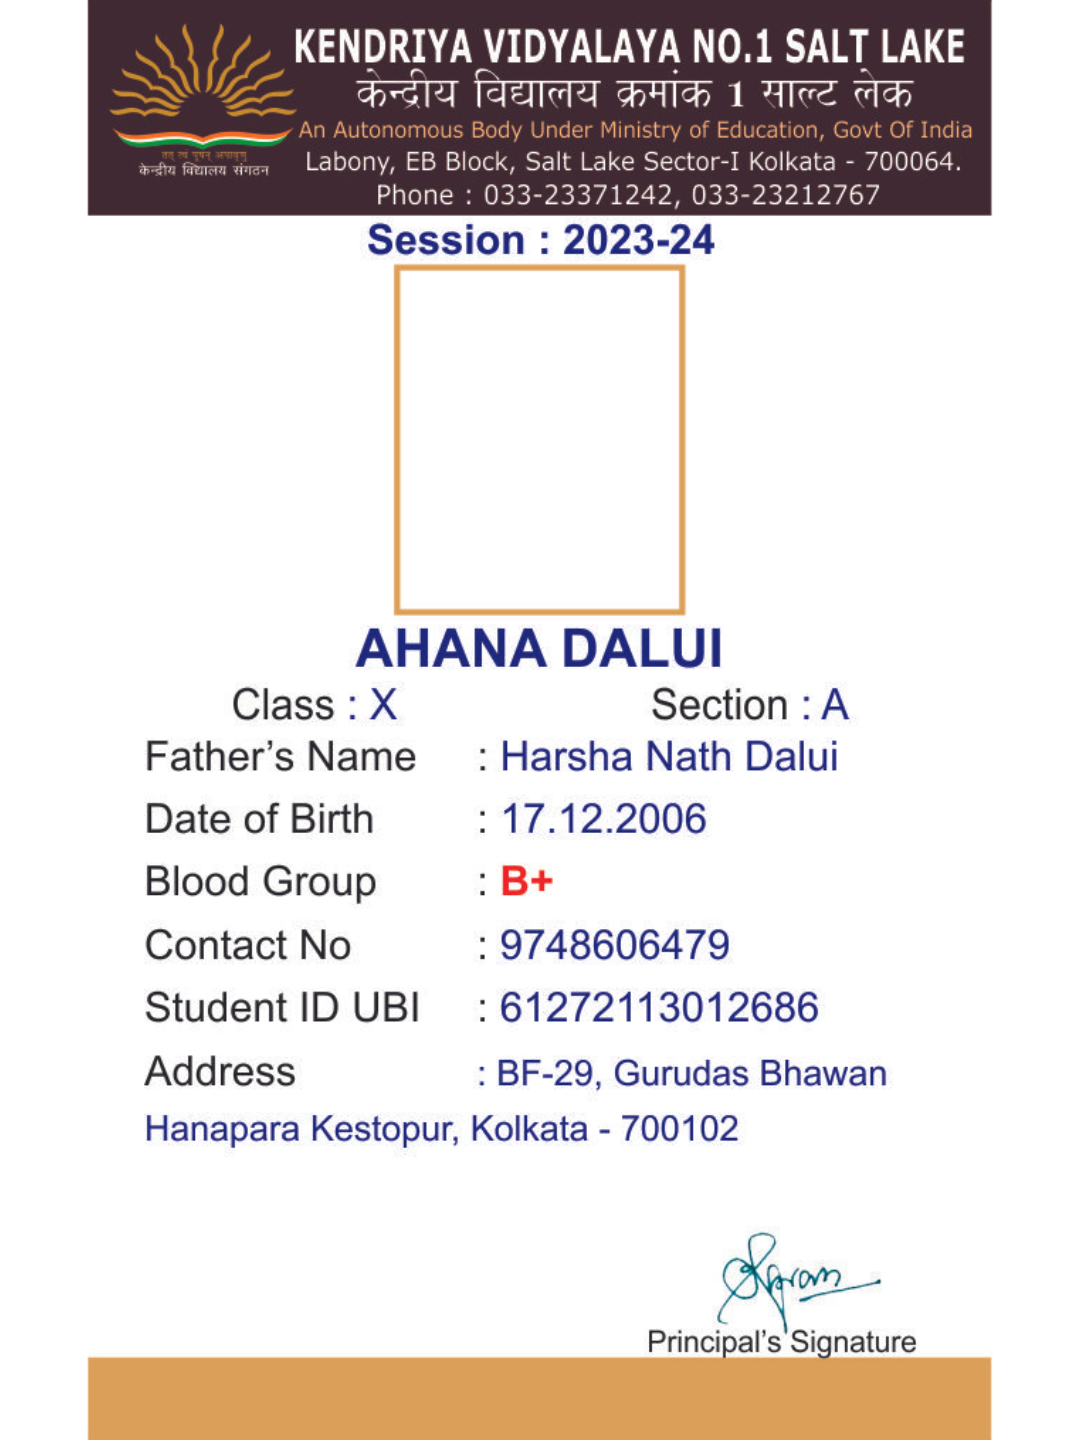 KENDRIYA VIDYALAYA NO.1 SALT LAKE
केन्द्रीय विद्यालय क्रमांक 1 साल्ट लेक
An Autonomous Body Under Ministry of Education, Govt Of India
तत् त्वं पूषन् अपावृणु
केन्द्रीय विद्यालय संगठन
Labony, EB Block, Salt Lake Sector-I Kolkata - 700064.
Phone : 033-23371242, 033-23212767
Session : 2023-24
AHANA DALUI
Class : X Section : A
Father’s Name : Harsha Nath Dalui
Date of Birth : 17.12.2006
Blood Group : B+
Contact No : 9748606479
Student ID UBI : 61272113012686
Address : BF-29, Gurudas Bhawan
Hanapara Kestopur, Kolkata - 700102
Principal’s Signature